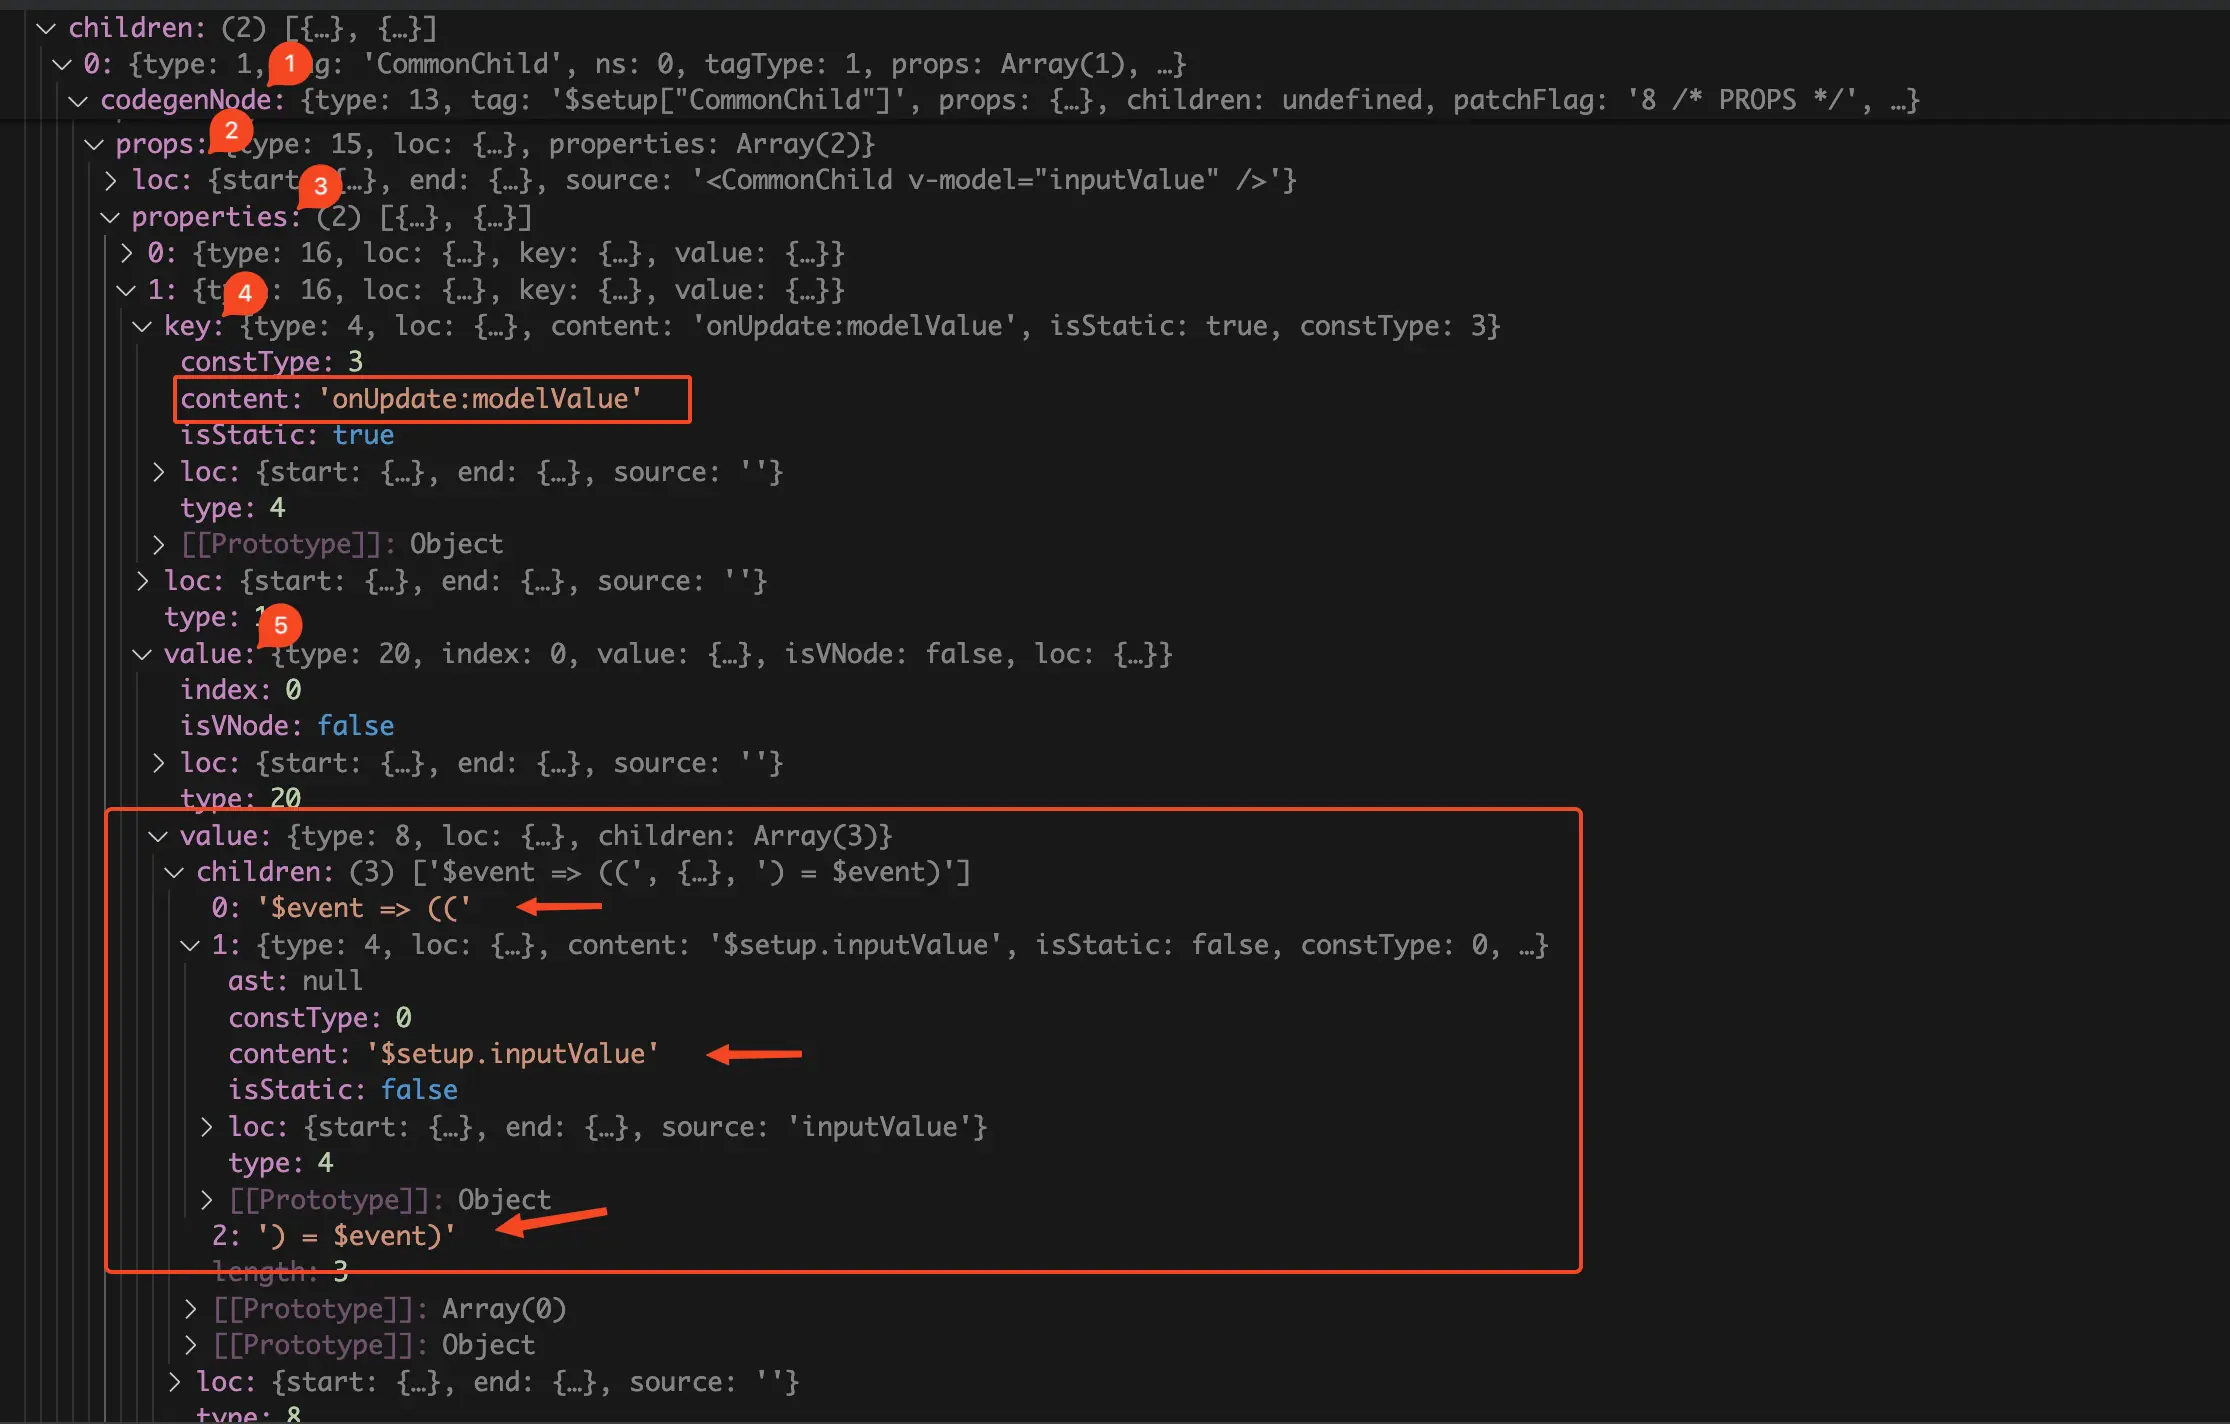 children: (2) [{…}, {…}]
0: {type: 1, tag: 'CommonChild', ns: 0, tagType: 1, props: Array(1), …}
1
codegenNode: {type: 13, tag: '$setup["CommonChild"]', props: {…}, children: undefined, patchFlag: '8 /* PROPS */', …}
2
props: {type: 15, loc: {…}, properties: Array(2)}
loc: {start: {…}, end: {…}, source: '<CommonChild v-model="inputValue" />'}
3
properties: (2) [{…}, {…}]
0: {type: 16, loc: {…}, key: {…}, value: {…}}
1: {type: 16, loc: {…}, key: {…}, value: {…}}
4
key: {type: 4, loc: {…}, content: 'onUpdate:modelValue', isStatic: true, constType: 3}
constType: 3
content: 'onUpdate:modelValue'
isStatic: true
loc: {start: {…}, end: {…}, source: ''}
type: 4
[[Prototype]]: Object
loc: {start: {…}, end: {…}, source: ''}
type: 1
5
value: {type: 20, index: 0, value: {…}, isVNode: false, loc: {…}}
index: 0
isVNode: false
loc: {start: {…}, end: {…}, source: ''}
type: 20
value: {type: 8, loc: {…}, children: Array(3)}
children: (3) ['$event => ((', {…}, ') = $event)']
0: '$event => (('
1: {type: 4, loc: {…}, content: '$setup.inputValue', isStatic: false, constType: 0, …}
ast: null
constType: 0
content: '$setup.inputValue'
isStatic: false
loc: {start: {…}, end: {…}, source: 'inputValue'}
type: 4
[[Prototype]]: Object
2: ') = $event)'
length: 3
[[Prototype]]: Array(0)
[[Prototype]]: Object
loc: {start: {…}, end: {…}, source: ''}
type: 8